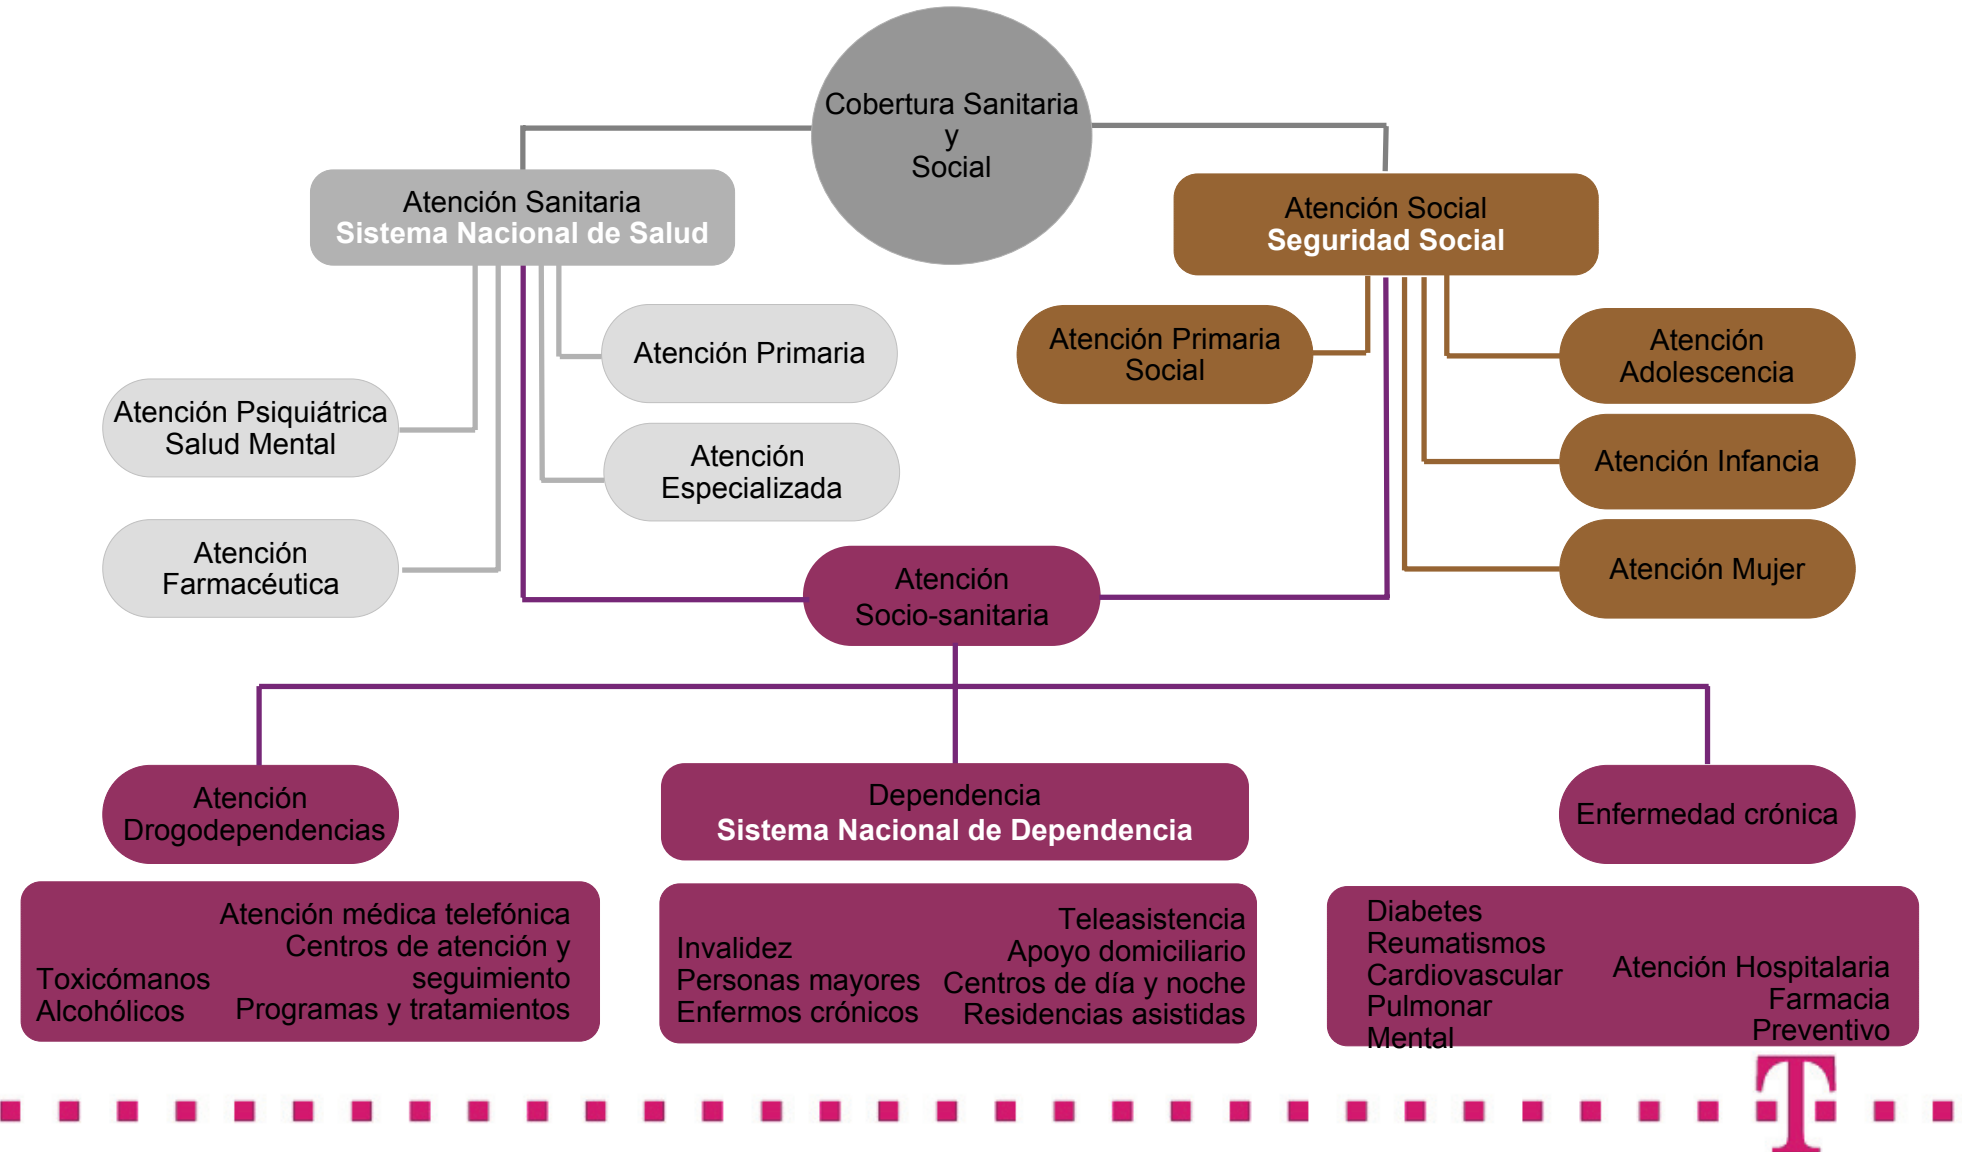 Cobertura Sanitaria
y
Social
Atención Sanitaria
Sistema Nacional de Salud
Atención Social
Seguridad Social
Atención Primaria
Atención Primaria
Social
Atención
Adolescencia
Atención Psiquiátrica
Salud Mental
Atención
Especializada
Atención Infancia
Atención
Farmacéutica
Atención
Socio-sanitaria
Atención Mujer
Atención
Drogodependencias
Dependencia
Sistema Nacional de Dependencia
Enfermedad crónica
Toxicómanos
Alcohólicos
Atención médica telefónica
Centros de atención y
seguimiento
Programas y tratamientos
Invalidez
Personas mayores
Enfermos crónicos
Teleasistencia
Apoyo domiciliario
Centros de día y noche
Residencias asistidas
Diabetes
Reumatismos
Cardiovascular
Pulmonar
Mental
Atención Hospitalaria
Farmacia
Preventivo
T